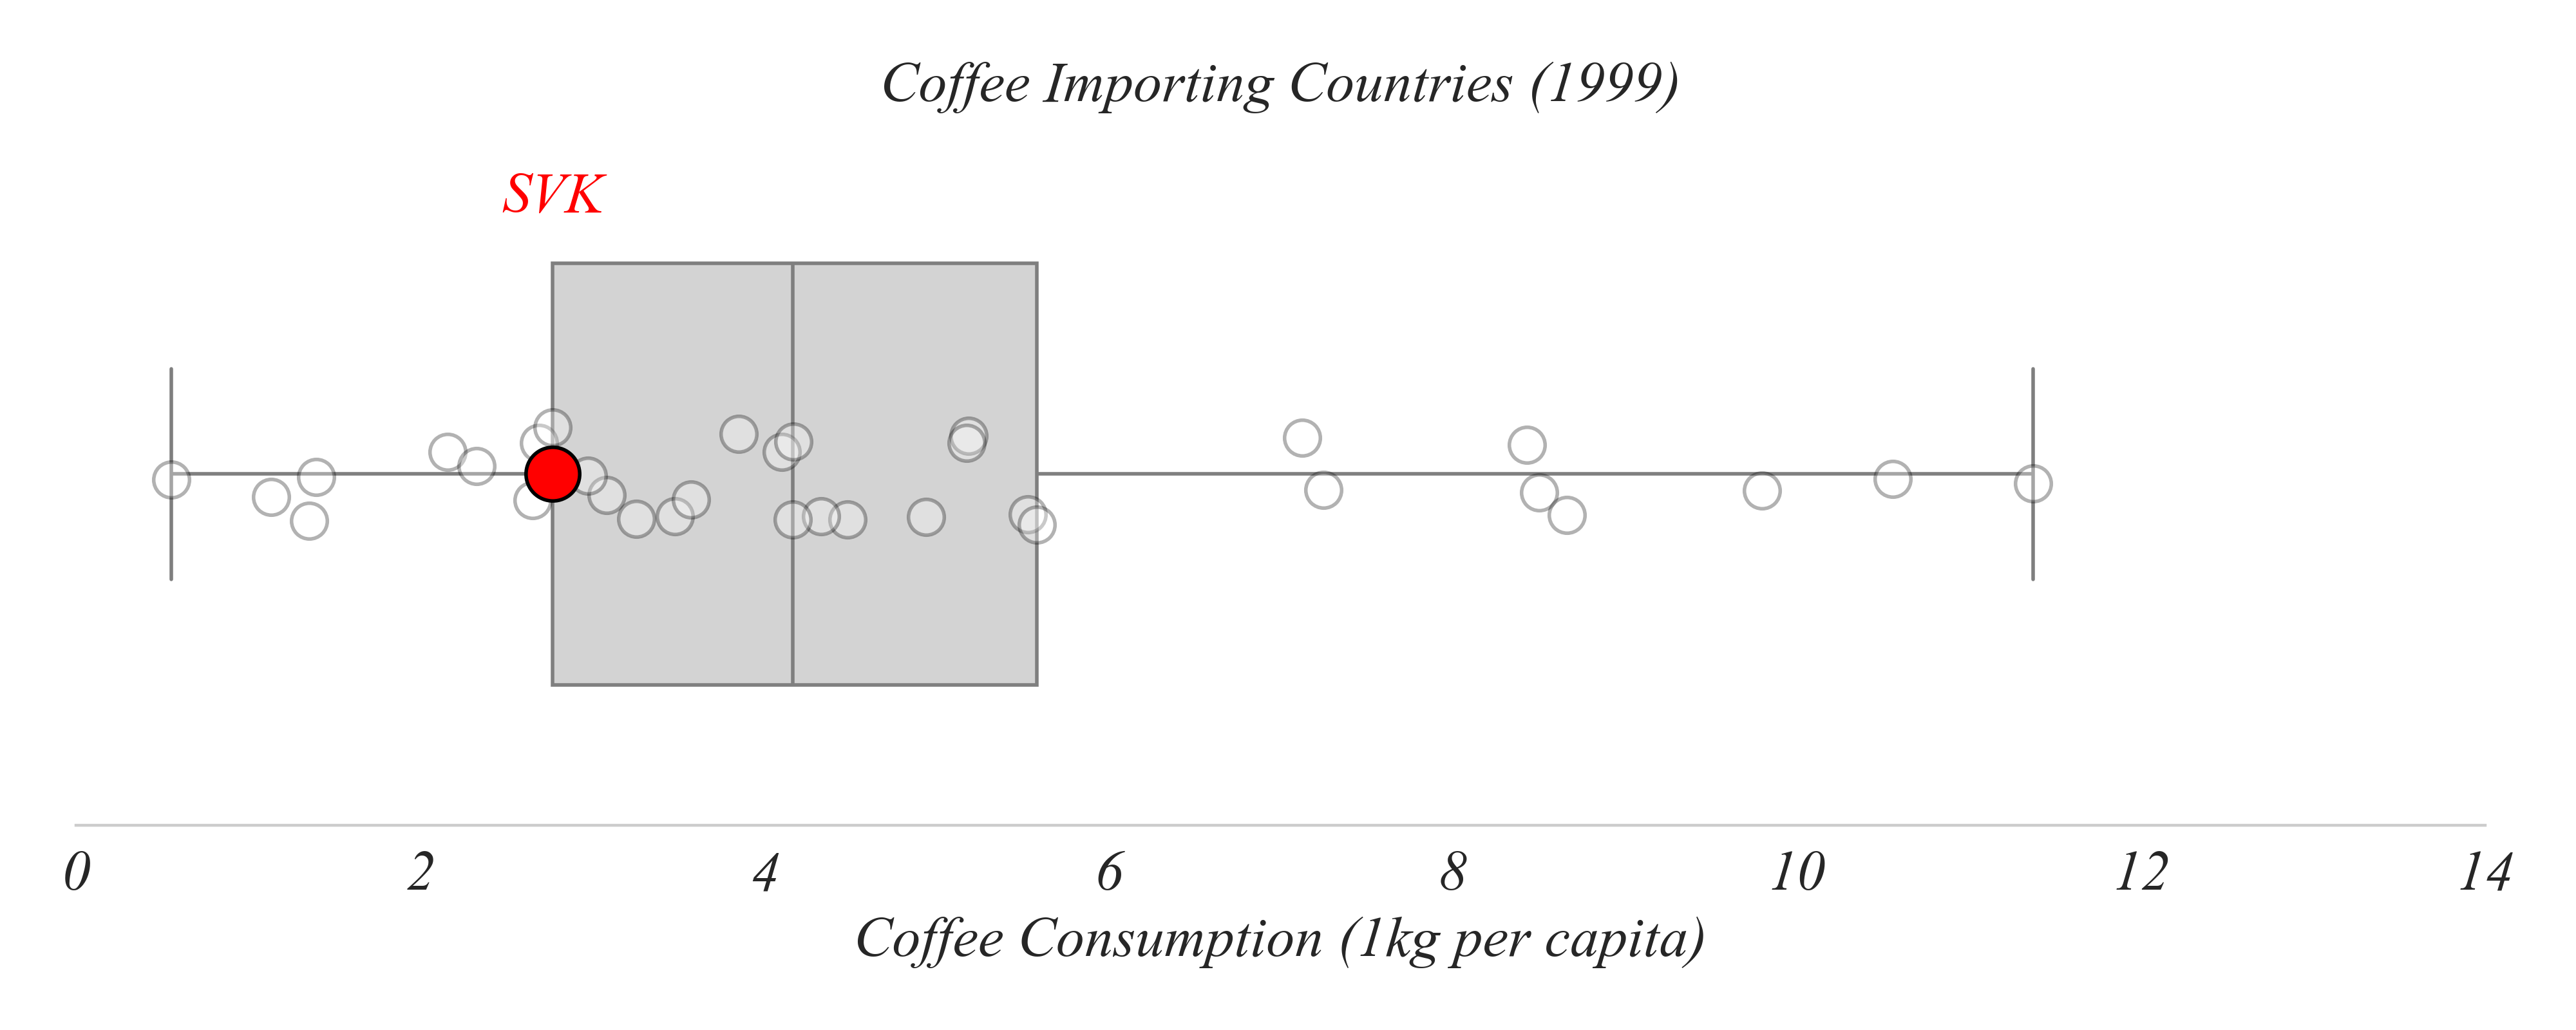 Coffee Importing Countries (1999)
SVK
0 2 4 6 8 10 12 14
Coffee Consumption (1kg per capita)